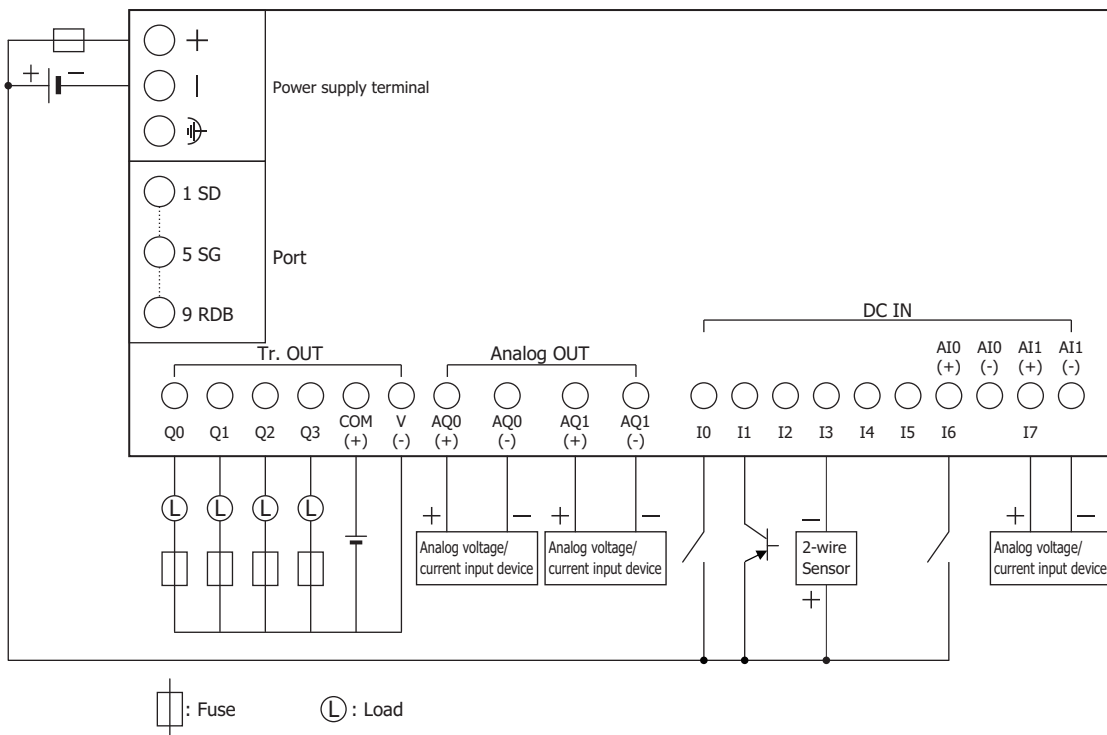 +
+ −
−
Power supply terminal
1 SD
5 SG
Port
9 RDB
DC IN
Tr. OUT
Analog OUT
AI0 AI0 AI1 AI1
(+) (-) (+) (-)
Q0 Q1 Q2 Q3 COM V AQ0 AQ0 AQ1 AQ1 I0 I1 I2 I3 I4 I5 I6 I7
(+) (-) (+) (-) (+) (-)
L L L L
+ − + − − + −
Analog voltage/ Analog voltage/ 2-wire Analog voltage/
current input device current input device Sensor current input device
+
: Fuse L : Load